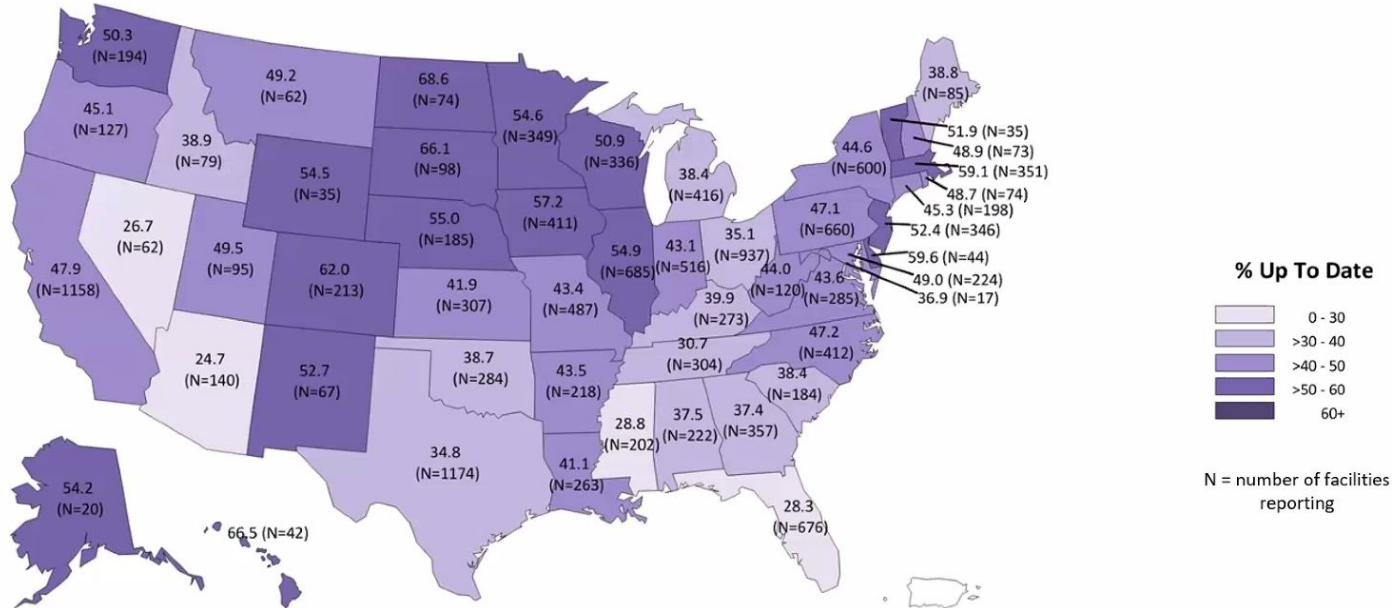 50.3
(N=194)
45.1
(N=127)
38.9
(N=79)
49.2
(N=62)
68.6
(N=74)
54.6
(N=349)
50.9
(N=336)
38.4
(N=416)
44.6
(N=600)
38.8
(N=85)
51.9 (N=35)
48.9 (N=73)
59.1 (N=351)
48.7 (N=74)
45.3 (N=198)
52.4 (N=346)
59.6 (N=44)
49.0 (N=224)
36.9 (N=17)
54.5
(N=35)
66.1
(N=98)
57.2
(N=411)
55.0
(N=185)
26.7
(N=62)
49.5
(N=95)
47.9
(N=1158)
62.0
(N=213)
41.9
(N=307)
43.4
(N=487)
54.9
(N=685)
43.1
(N=516)
35.1
(N=937)
47.1
(N=660)
44.0
(N=120)
43.6
(N=285)
39.9
(N=273)
47.2
(N=412)
30.7
(N=304)
38.4
(N=184)
24.7
(N=140)
52.7
(N=67)
38.7
(N=284)
43.5
(N=218)
28.8
(N=202)
37.5
(N=222)
37.4
(N=357)
34.8
(N=1174)
41.1
(N=263)
28.3
(N=676)
54.2
(N=20)
66.5 (N=42)
% Up To Date
0 - 30
>30 - 40
>40 - 50
>50 - 60
60+
N = number of facilities
reporting